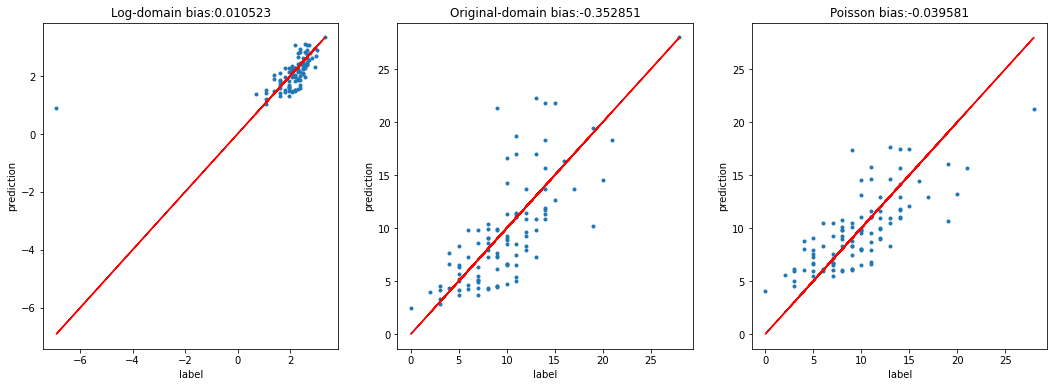 Log-domain bias:0.010523
2
0
−2
−4
−6
prediction
−6 −4 −2 0 2
label
Original-domain bias:-0.352851
25
20
15
10
5
0
prediction
0 5 10 15 20 25
label
Poisson bias:-0.039581
25
20
15
10
5
0
prediction
0 5 10 15 20 25
label